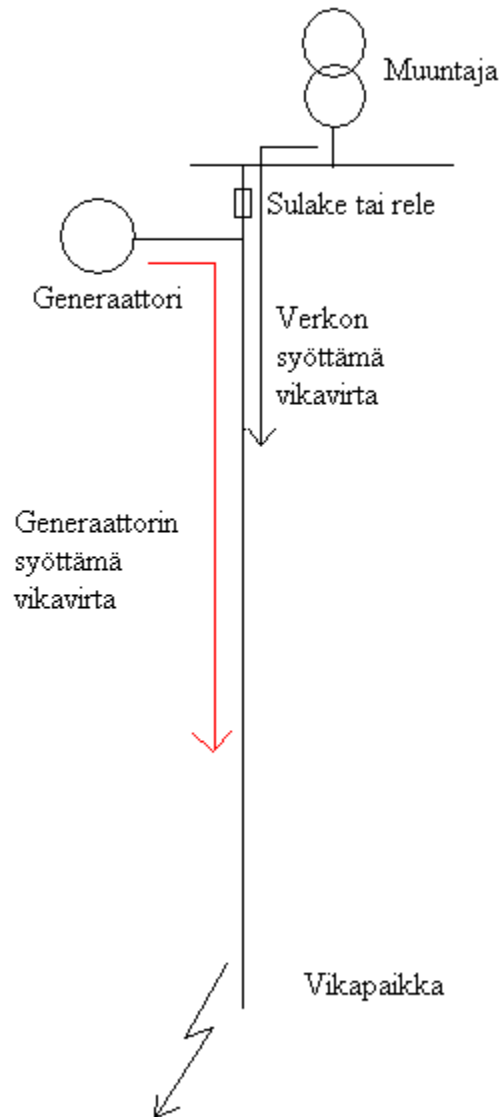 Muuntaja
Sulake tai rele
Generaattori
Verkon
syöttämä
vikavirta
Generaattorin
syöttämä
vikavirta
Vikapaikka